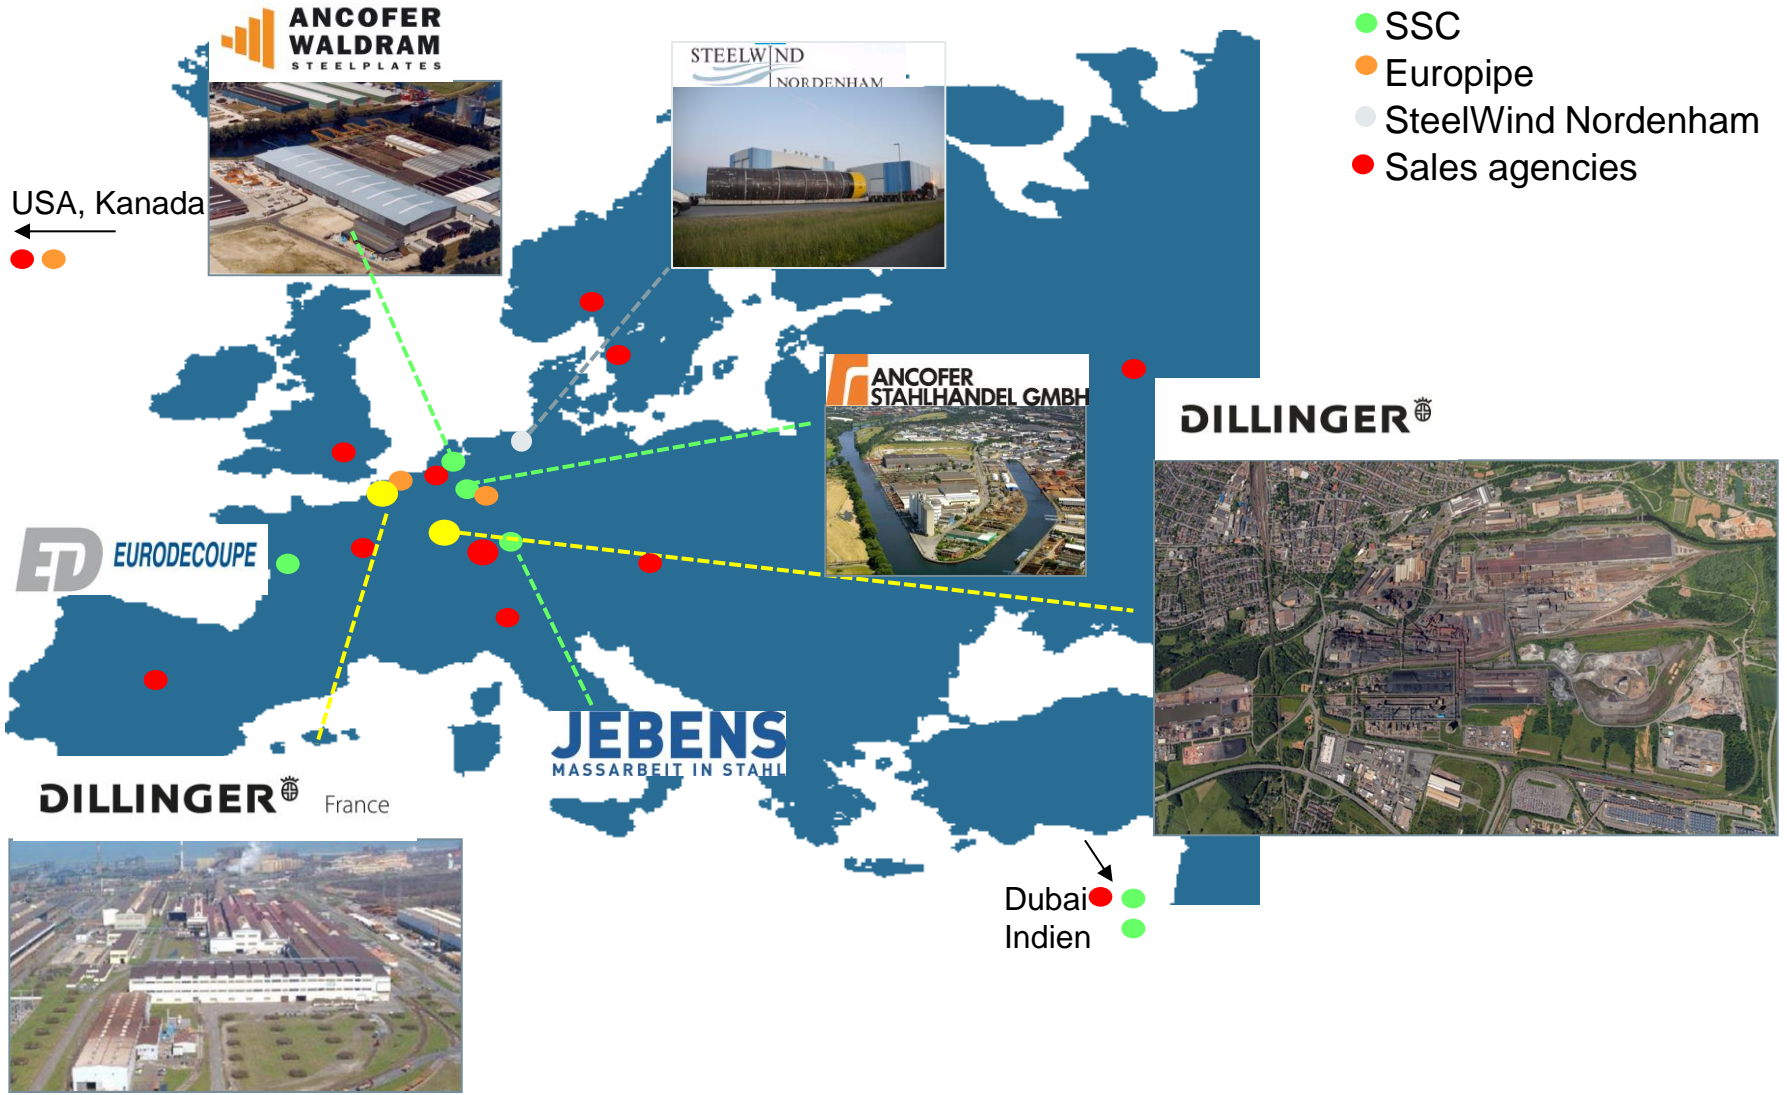 ANCOFER
WALDRAM
STEELPLATES
STEELWIND
NORDENHAM
SSC
Europipe
SteelWind Nordenham
Sales agencies
USA, Kanada
ANCOFER
STAHLHANDEL GMBH
DILLINGER
ED EURODECOUPE
JEBENS
MASSARBEIT IN STAHL
DILLINGER France
Dubai
Indien